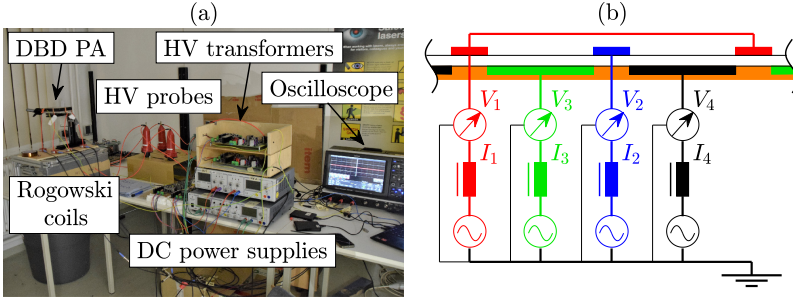 (a)
(b)
DBD PA
HV transformers
Oscilloscope
HV probes
Rogowski
coils
DC power supplies
V1
V3
V2
V4
I1
I3
I2
I4